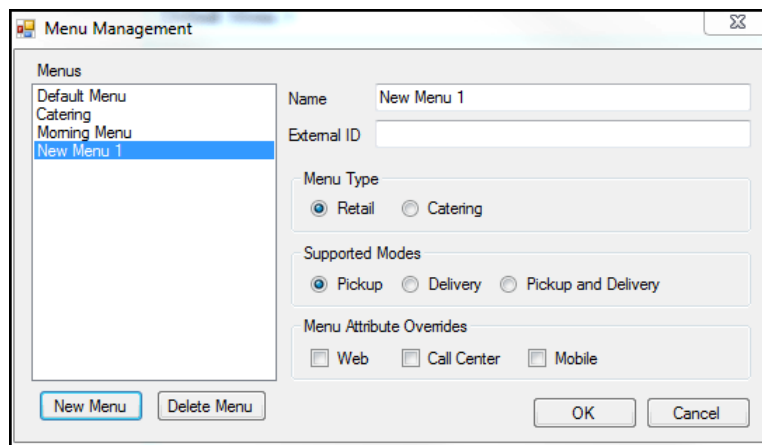 Menu Management
Menus
Default Menu
Catering
Morning Menu
New Menu 1
Name New Menu 1
External ID
Menu Type
Retail Catering
Supported Modes
Pickup Delivery Pickup and Delivery
Menu Attribute Overrides
Web Call Center Mobile
New Menu Delete Menu
OK Cancel